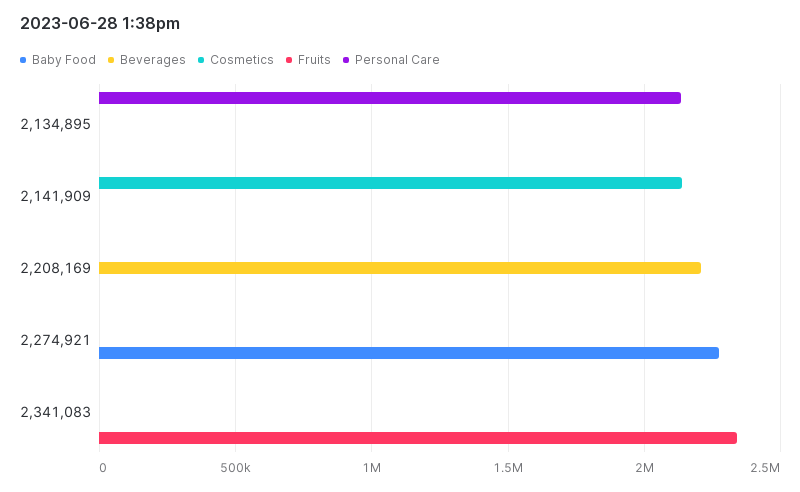 2023-06-28 1:38pm
Baby Food Beverages Cosmetics Fruits Personal Care
2,134,895
2,141,909
2,208,169
2,274,921
2,341,083
0 500k 1M 1.5M 2M 2.5M